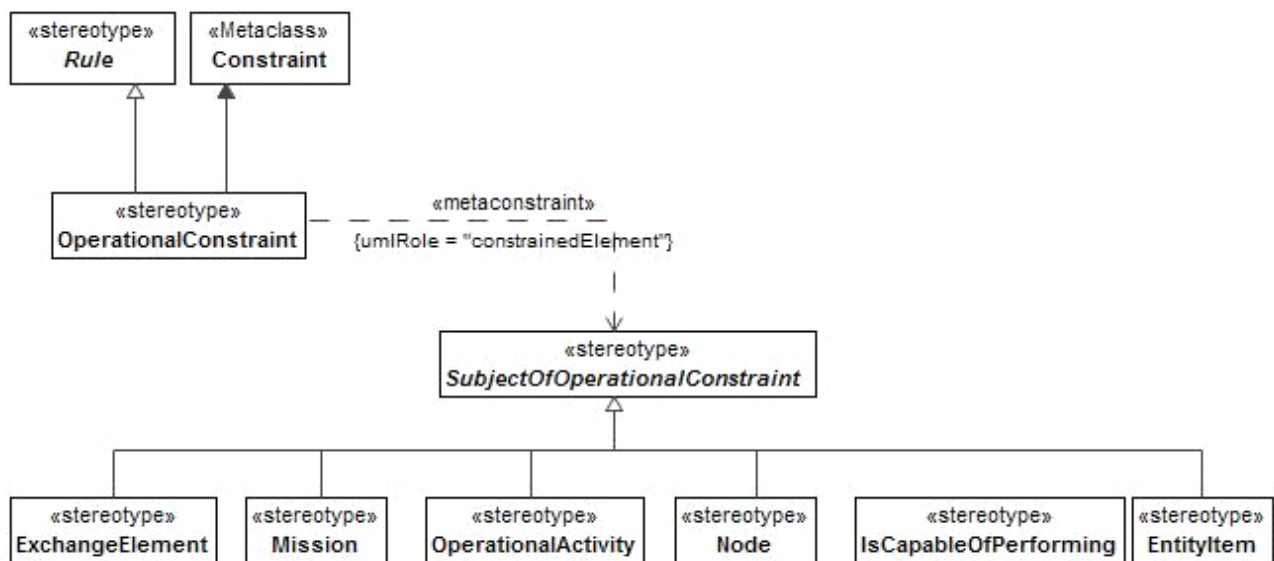 «stereotype»
Rule
«Metaclass»
Constraint
«stereotype»
OperationalConstraint
«metaconstraint»
{umlRole = "constrainedElement"}
«stereotype»
SubjectOfOperationalConstraint
«stereotype»
ExchangeElement
«stereotype»
Mission
«stereotype»
OperationalActivity
«stereotype»
Node
«stereotype»
IsCapableOfPerforming
«stereotype»
EntityItem